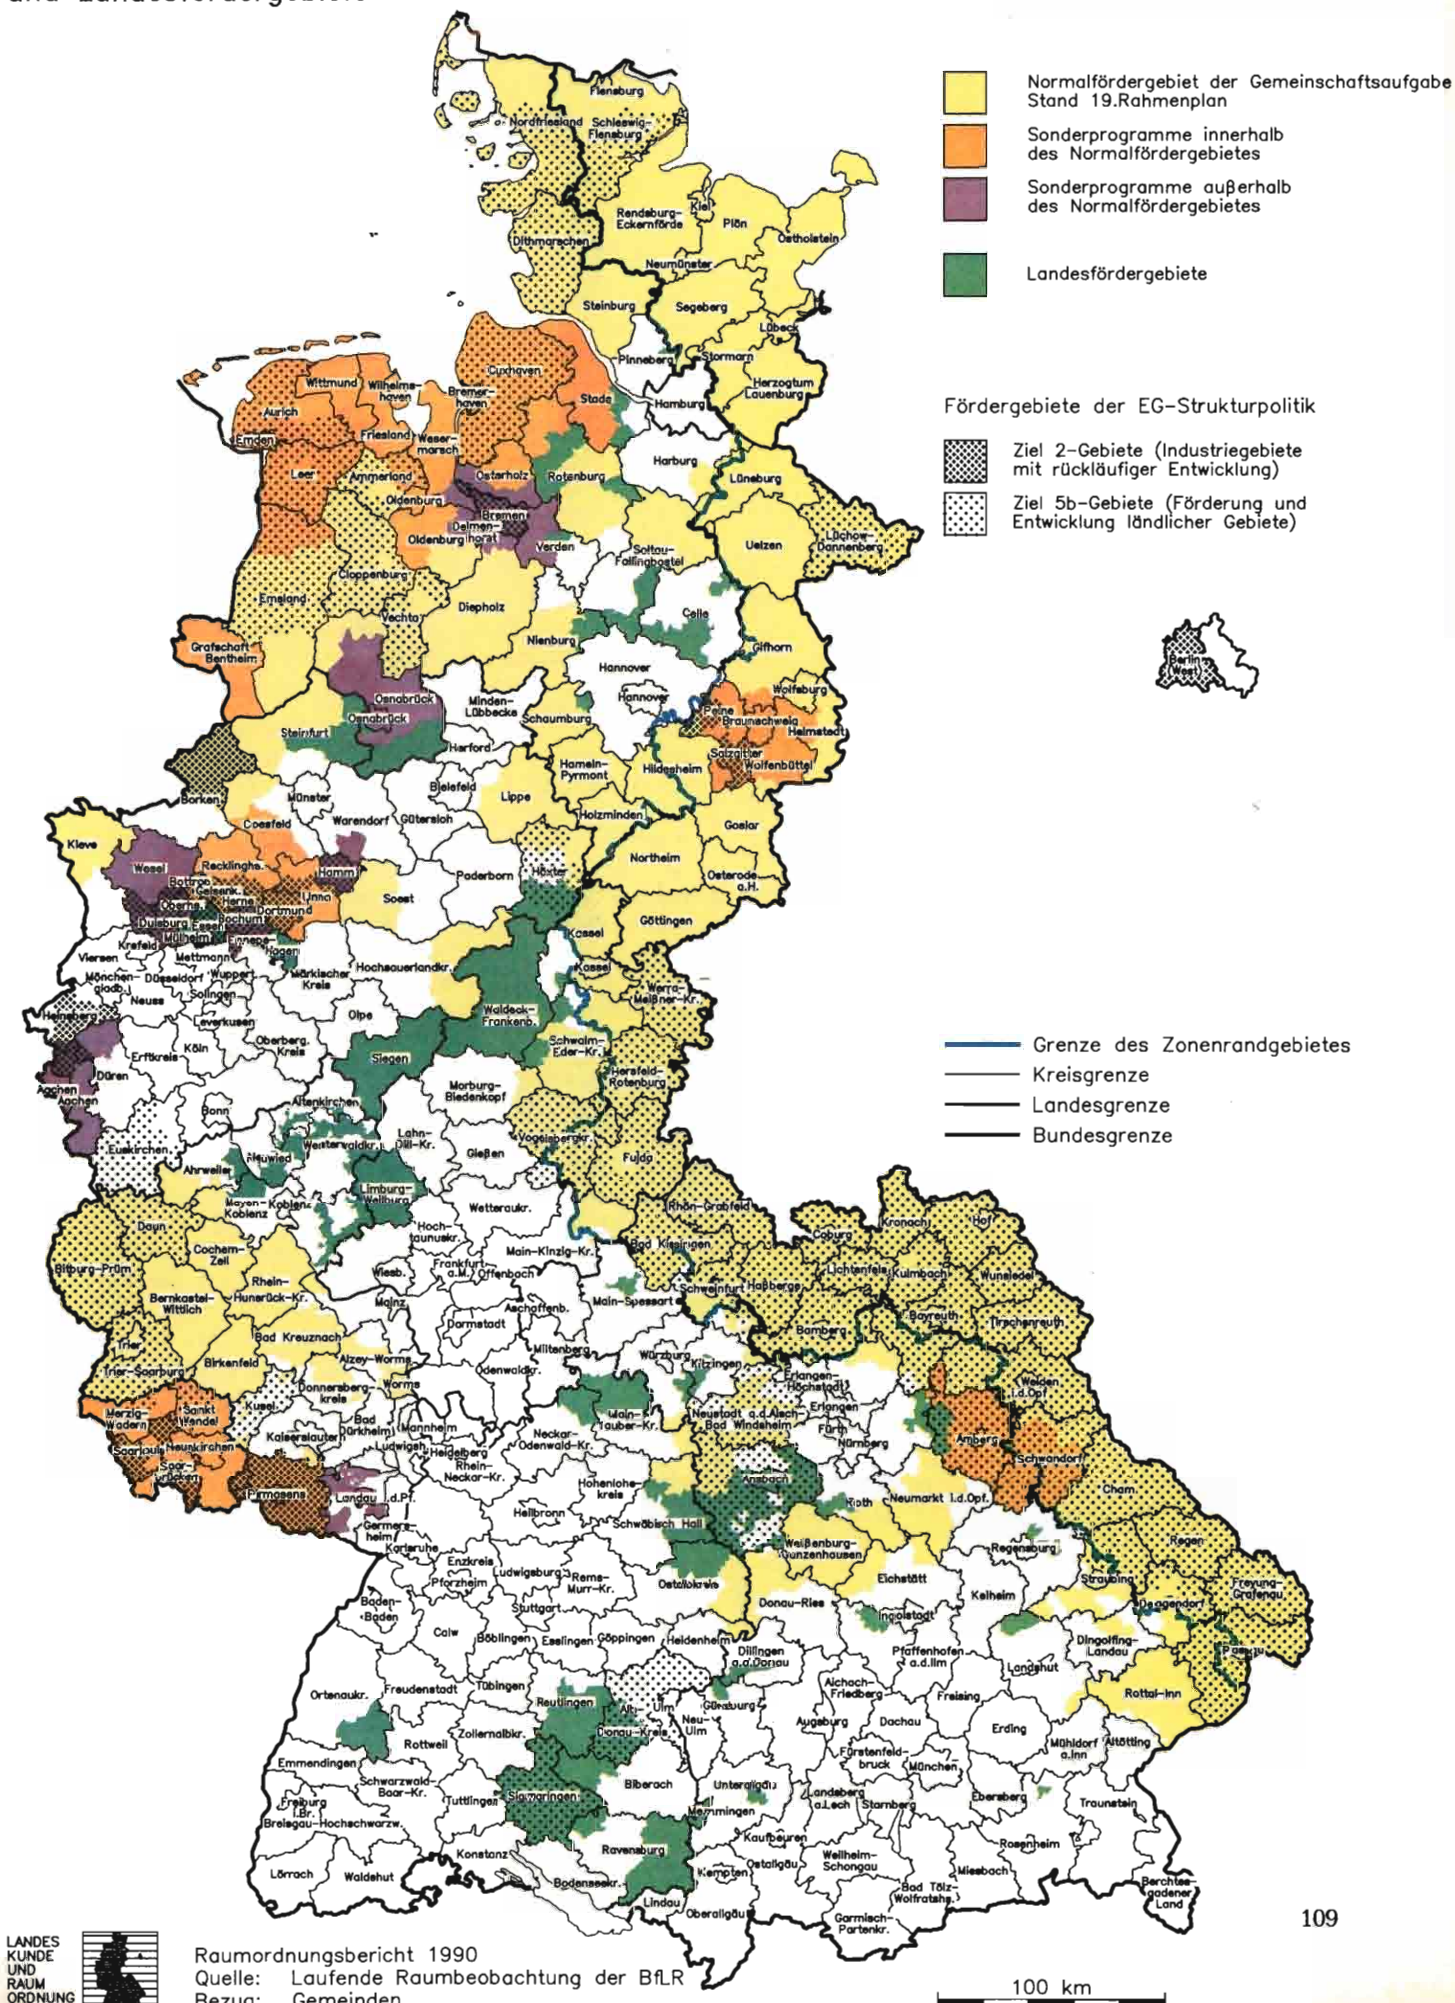 Normalfördergebiet der Gemeinschaftsaufgabe
Stand 19.Rahmenplan
Sonderprogramme innerhalb
des Normalfördergebietes
Sonderprogramme außerhalb
des Normalfördergebietes
Landesfördergebiete
Fördergebiete der EG-Strukturpolitik
Ziel 2-Gebiete (Industriegebiete
mit rückläufiger Entwicklung)
Ziel 5b-Gebiete (Förderung und
Entwicklung ländlicher Gebiete)
Berlin
(West)
Grenze des Zonenrandgebietes
Kreisgrenze
Landesgrenze
Bundesgrenze
Flensburg
Nordfriesland
Schleswig-
Flensburg
Rendsburg-
Eckernförde
Kiel
Plön
Ostholstein
Dithmarschen
Neumünster
Steinburg
Segeberg
Lübeck
Pinneberg
Stormarn
Herzogtum
Lauenburg
Hamburg
Cuxhaven
Wittmund
Wilhelms-
haven
Bremer-
haven
Stade
Aurich
Emden
Friesland
Weser-
marsch
Harburg
Leer
Ammerland
Osterholz
Rotenburg
Lüneburg
Oldenburg
Bremen
Delmen-
horst
Oldenburg
Verden
Soltau-
Fallingbostel
Uelzen
Lüchow-
Dannenberg
Cloppenburg
Emsland
Vechta
Diepholz
Celle
Nienburg
Gifhorn
Grafschaft
Bentheim
Hannover
Hannover
Wolfsburg
Osnabrück
Osnabrück
Minden-
Lübbecke
Schaumburg
Peine
Braunschweig
Helmstedt
Steinfurt
Herford
Salzgitter
Wolfenbüttel
Hameln-
Pyrmont
Hildesheim
Borken
Münster
Bielefeld
Lippe
Holzminden
Coesfeld
Warendorf
Gütersloh
Goslar
Kleve
Northeim
Wesel
Recklinghs.
Hamm
Paderborn
Höxter
Osterode
a.H.
Bottrop
Gelsenk.
Herne
Unna
Soest
Oberhs.
Dortmund
Duisburg
Essen
Bochum
Göttingen
Mülheim
Ennepe-
Hagen
Krefeld
Kassel
Viersen
Mettmann
Märkischer
Kreis
Hochsauerlandkr.
Kassel
Mönchen-
gladb.
Düsseldorf
Wuppert.
Werra-
Meißner-Kr.
Neuss
Solingen
Heinsberg
Leverkusen
Olpe
Waldeck-
Frankenb.
Köln
Oberberg.
Kreis
Schwalm-
Eder-Kr.
Erftkreis
Siegen
Düren
Hersfeld-
Rotenburg
Aachen
Aachen
Marburg-
Biedenkopf
Bonn
Altenkirchen
Lahn-
Dill-Kr.
Vogelsbergkr.
Euskirchen
Westerwaldkr.
Gießen
Fulda
Neuwied
Ahrweiler
Limburg-
Weilburg
Mayen-
Koblenz
Koblenz
Wetteraukr.
Rhön-Grabfeld
Daun
Hoch-
taunuskr.
Coburg
Kronach
Hof
Cochem-
Zell
Main-Kinzig-Kr.
Bad Kissingen
Bitburg-Prüm
Frankfurt
a.M.
Offenbach
Wiesb.
Lichtenfels
Kulmbach
Wunsiedel
Rhein-
Hunsrück-Kr.
Schweinfurt
Haßberge
Bernkastel-
Wittlich
Mainz
Aschaffenb.
Main-Spessart
Bayreuth
Darmstadt
Bamberg
Tirschenreuth
Trier
Bad Kreuznach
Miltenberg
Würzburg
Birkenfeld
Alzey-Worms
Kitzingen
Trier-Saarburg
Odenwaldkr.
Erlangen-
Höchstadt
Donnersberg-
kreis
Worms
Weiden
i.d.Opf
Merzig-
Wadern
Sankt
Wendel
Kusel
Neustadt a.d.Aisch-
Bad Windsheim
Erlangen
Main-
Tauber-Kr.
Bad
Dürkheim
Mannheim
Fürth
Kaiserslautern
Neckar-
Odenwald-Kr.
Nürnberg
Amberg
Saarlouis
Neunkirchen
Ludwigsh.
Heidelberg
Schwandorf
Saar-
brücken
Rhein-
Neckar-Kr.
Ansbach
Cham
Pirmasens
Landau i.d.Pf.
Hohenlohe-
kreis
Roth
Neumarkt i.d.Opf.
Heilbronn
Schwäbisch Hall
Germers-
heim
Karlsruhe
Weißenburg-
Gunzenhausen
Regensburg
Regen
Enzkreis
Ludwigsburg
Pforzheim
Rems-
Murr-Kr.
Ostalbkreis
Eichstätt
Straubing
Freyung-
Grafenau
Kelheim
Baden-
Baden
Stuttgart
Donau-Ries
Ingolstadt
Deggendorf
Calw
Böblingen
Esslingen
Göppingen
Heidenheim
Dillingen
a.d.Donau
Pfaffenhofen
a.d.Ilm
Dingolfing-
Landau
Passau
Landshut
Ortenaukr.
Freudenstadt
Tübingen
Reutlingen
Alb-
Donau-Kreis
Ulm
Neu-
Ulm
Günzburg
Aichach-
Friedberg
Freising
Rottal-Inn
Zollernalbkr.
Augsburg
Dachau
Erding
Rottweil
Mühldorf
a.Inn
Altötting
Emmendingen
Fürstenfeld-
bruck
München
Schwarzwald-
Baar-Kr.
Biberach
Unterallgäu
Landsberg
a.Lech
Starnberg
Ebersberg
Traunstein
Freiburg
i.Br.
Tuttlingen
Sigmaringen
Memmingen
Breisgau-Hochschwarzw.
Kaufbeuren
Rosenheim
Konstanz
Ravensburg
Ostallgäu
Weilheim-
Schongau
Miesbach
Lörrach
Waldshut
Kempten
Bodenseekr.
Bad Tölz-
Wolfratshs.
Berchtes-
gadener
Land
Lindau
Oberallgäu
Garmisch-
Partenkr.
109
LANDES
KUNDE
UND
RAUM
ORDNUNG
Raumordnungsbericht 1990
Quelle: Laufende Raumbeobachtung der BfLR
Bezug: Gemeinden
100 km